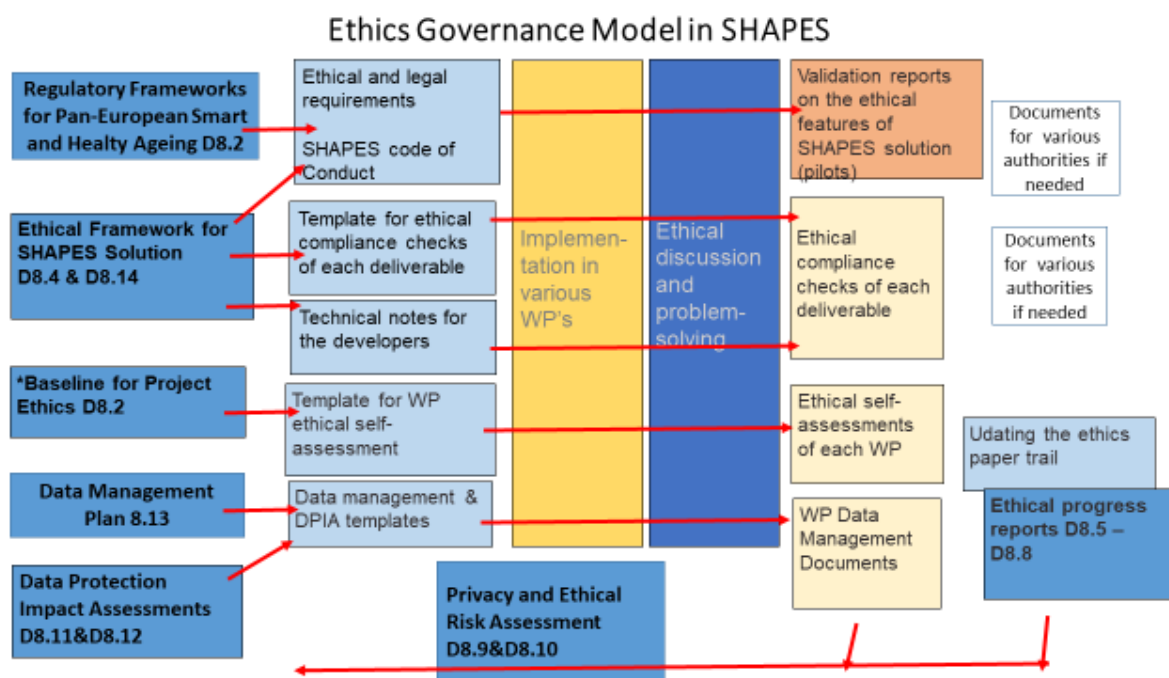 Ethics Governance Model in SHAPES
Regulatory Frameworks
for Pan-European Smart
and Healty Ageing D8.2
Ethical Framework for
SHAPES Solution
D8.4 & D8.14
*Baseline for Project
Ethics D8.2
Data Management
Plan 8.13
Data Protection
Impact Assessments
D8.11&D8.12
Ethical and legal
requirements
SHAPES code of
Conduct
Template for ethical
compliance checks
of each deliverable
Technical notes for
the developers
Template for WP
ethical self-
assessment
Data management &
DPIA templates
Implemen-
tation in
various
WP's
Ethical
discussion
and
problem-
solving
Privacy and Ethical
Risk Assessment
D8.9&D8.10
Validation reports
on the ethical
features of
SHAPES solution
(pilots)
Ethical
compliance
checks of each
deliverable
Ethical self-
assessments
of each WP
WP Data
Management
Documents
Documents
for various
authorities if
needed
Documents
for various
authorities
if needed
Udating the ethics
paper trail
Ethical progress
reports D8.5 –
D8.8